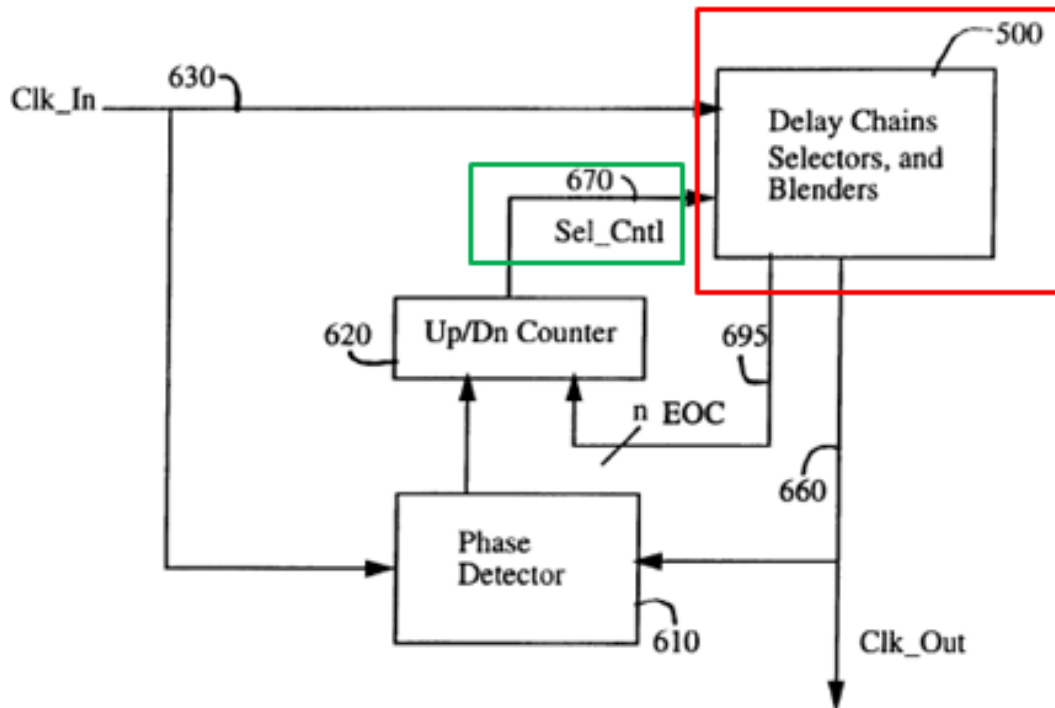 500
630
Clk_In
Delay Chains
Selectors, and
Blenders
670
Sel_Cntl
620
Up/Dn Counter
695
n EOC
660
Phase
Detector
610
Clk_Out